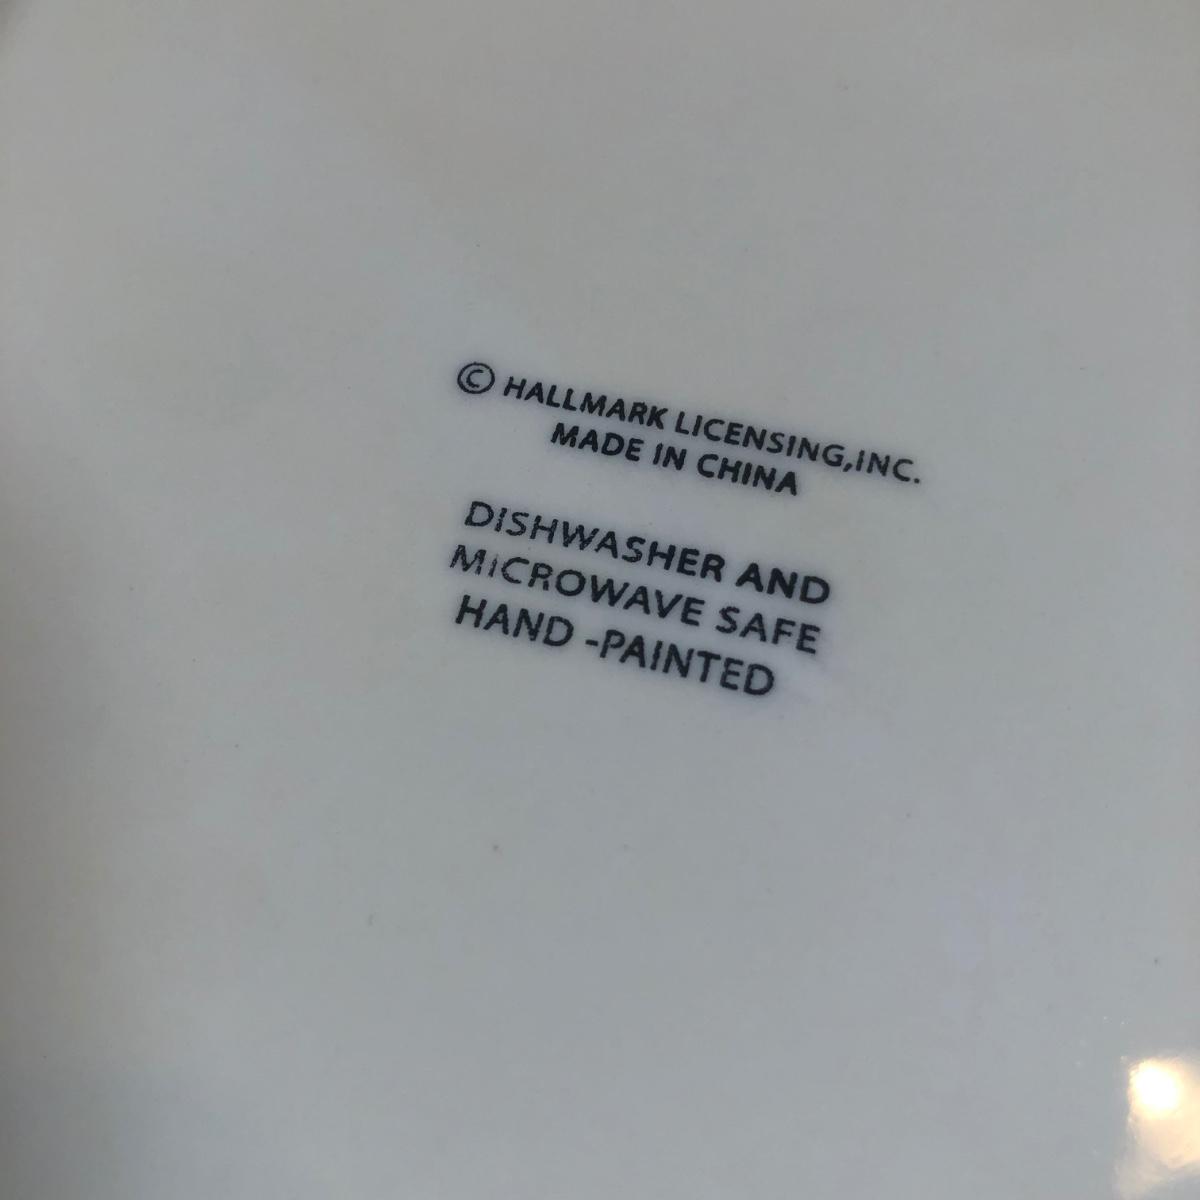 © HALLMARK LICENSING,INC.
MADE IN CHINA
DISHWASHER AND
MICROWAVE SAFE
HAND -PAINTED